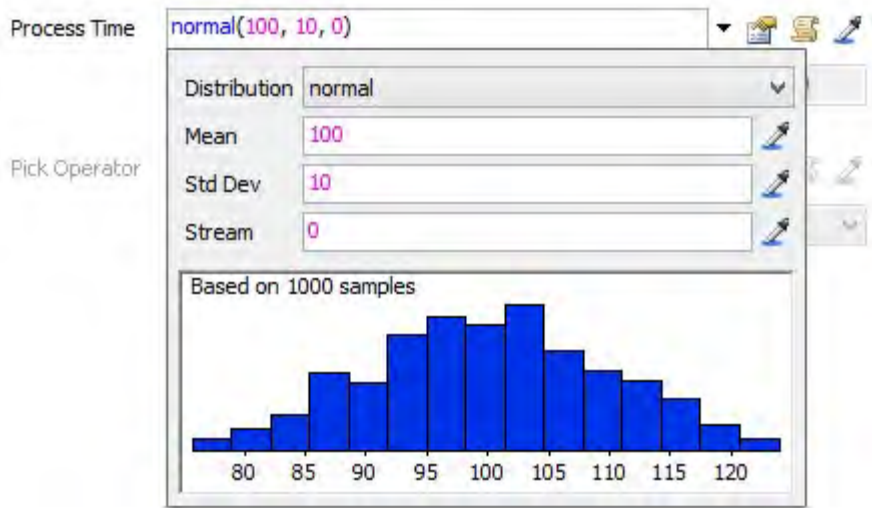 Process Time normal(100, 10, 0)
Distribution normal
Mean 100
Pick Operator
Std Dev 10
Stream 0
Based on 1000 samples
80 85 90 95 100 105 110 115 120